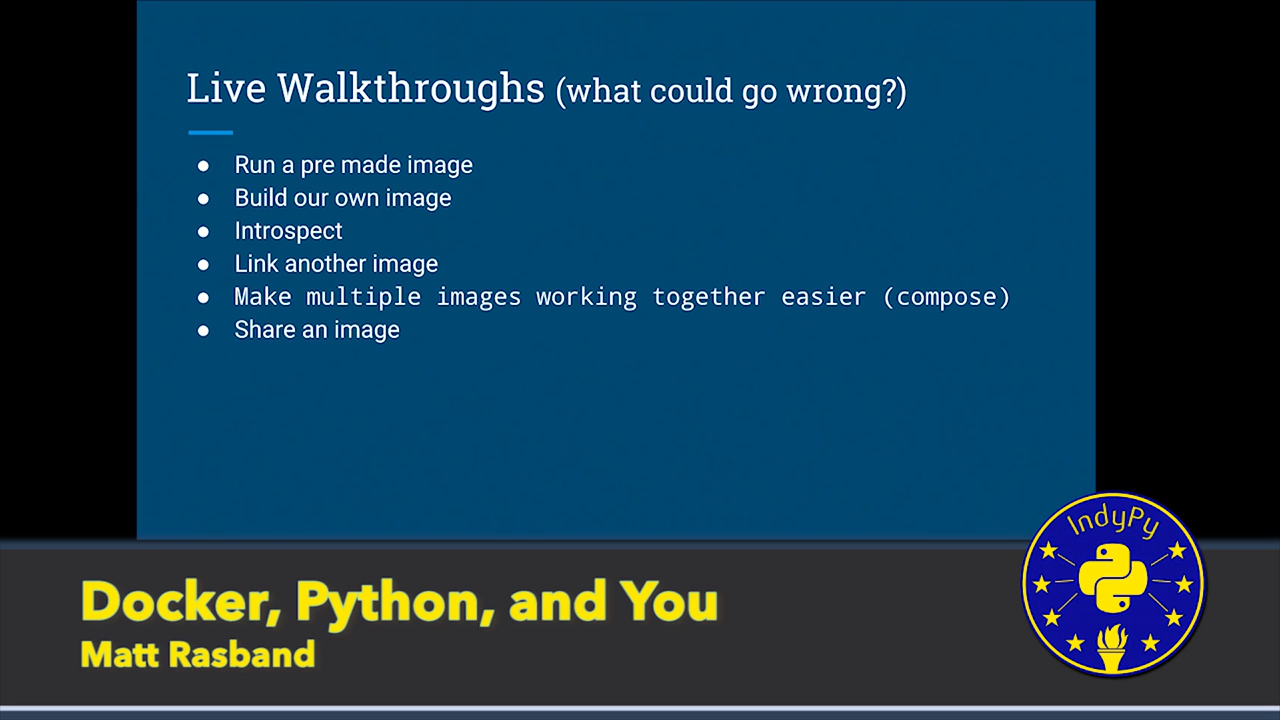 Live Walkthroughs (what could go wrong?)
● Run a pre made image
● Build our own image
● Introspect
● Link another image
● Make multiple images working together easier (compose)
● Share an image
IndyPy
Docker, Python, and You
Matt Rasband